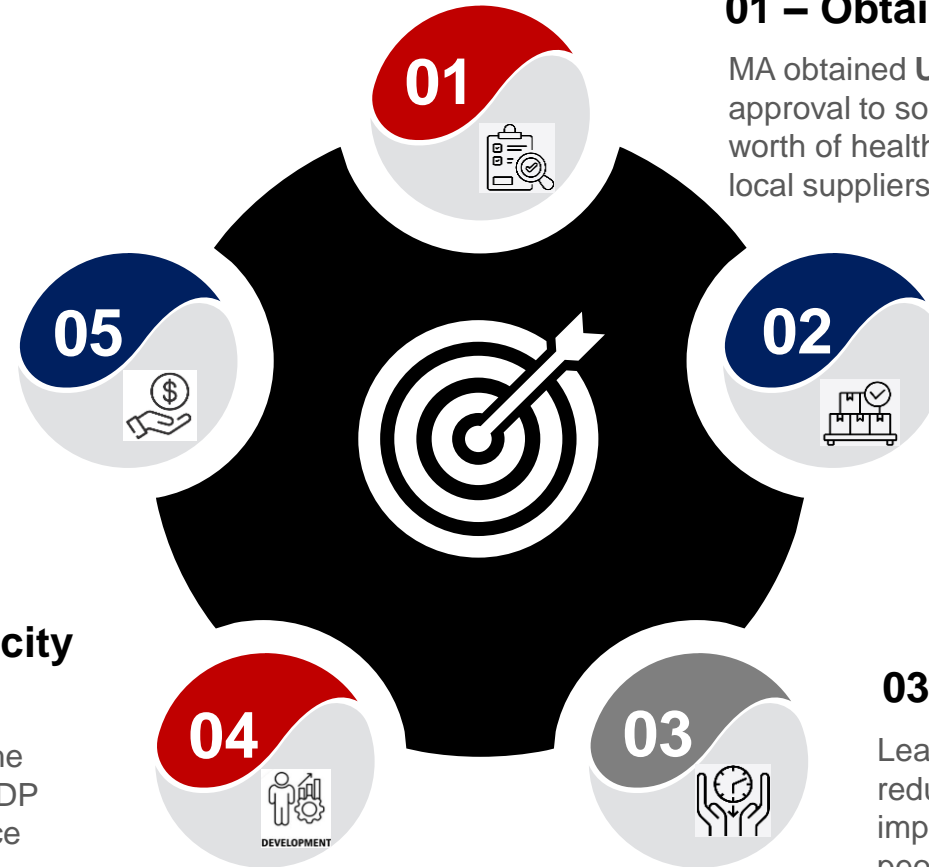 01 – Obtai
MA obtained U
approval to so
worth of health
local suppliers
01
02
03
04
05
DEVELOPMENT
city
ne
DP
ce
03
Lea
redu
imp